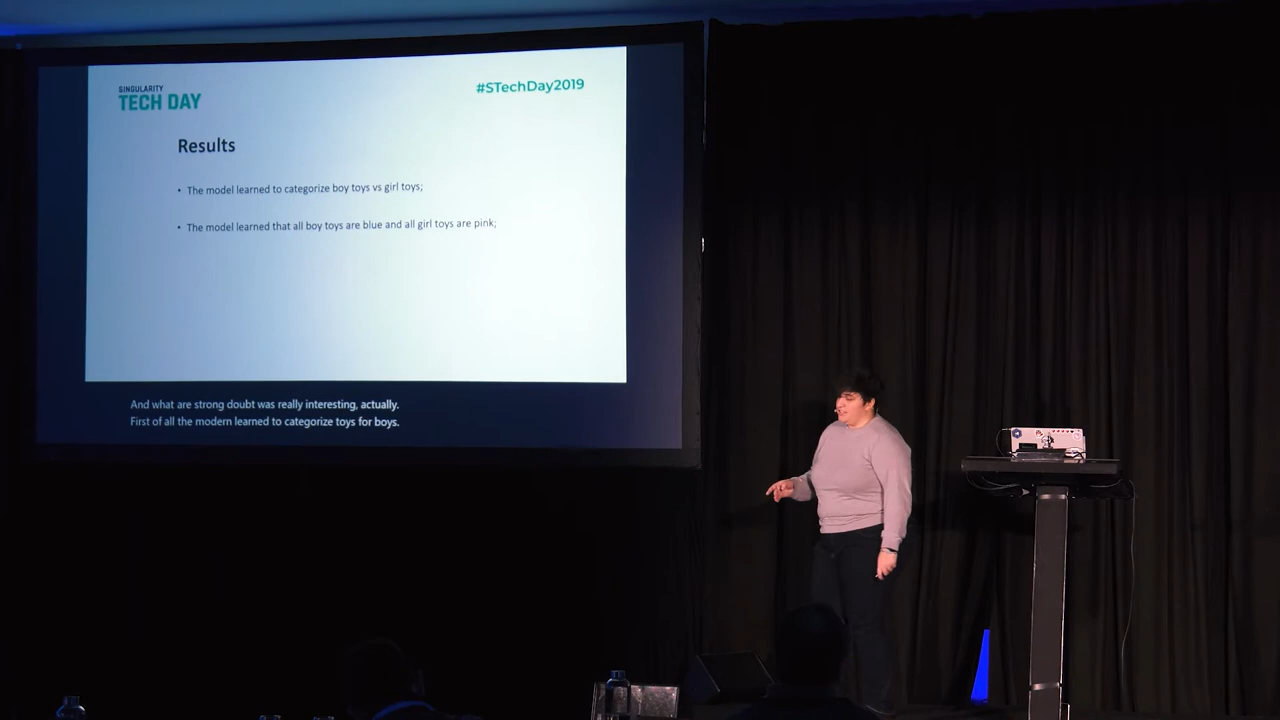 SINGULARITY
TECH DAY
#STechDay2019
Results
• The model learned to categorize boy toys vs girl toys;
• The model learned that all boy toys are blue and all girl toys are pink;
And what are strong doubt was really interesting, actually.
First of all the modern learned to categorize toys for boys.